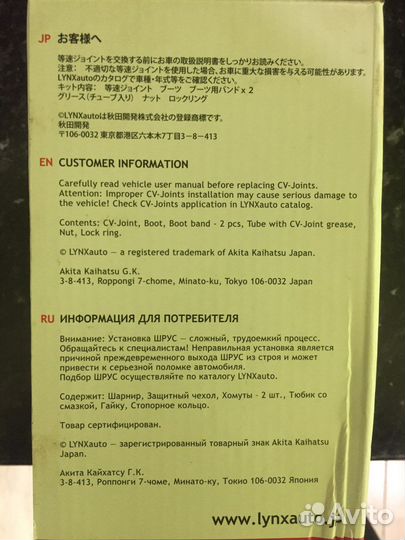 JP お客様へ
等速ジョイントを交換する前にお車の取扱説明書をしっかりお読みください。
注意: 不適切な等速ジョイントを使用した場合、お車に重大な損害を与える可能性があります。
LYNXautoのカタログで車種・年式等をご確認ください。
キット内容: 等速ジョイント ブーツ ブーツ用バンド x 2
グリース(チューブ入り) ナット ロックリング
©LYNXautoは秋田開発株式会社の登録商標です。
秋田開発
〒106-0032 東京都港区六本木7丁目3-8-413
EN CUSTOMER INFORMATION
Carefully read vehicle user manual before replacing CV-Joints.
Attention: Improper CV-Joints installation may cause serious damage to
the vehicle! Check CV-Joints application in LYNXauto catalog.
Contents: CV-Joint, Boot, Boot band - 2 pcs, Tube with CV-Joint grease,
Nut, Lock ring.
© LYNXauto — a registered trademark of Akita Kaihatsu Japan.
Akita Kaihatsu G.K.
3-8-413, Roppongi 7-chome, Minato-ku, Tokyo 106-0032 Japan
RU ИНФОРМАЦИЯ ДЛЯ ПОТРЕБИТЕЛЯ
Внимание: Установка ШРУС — сложный, трудоемкий процесс.
Обращайтесь к специалистам! Неправильная установка является
причиной преждевременного выхода ШРУС из строя и может
привести к серьезной поломке автомобиля.
Подбор ШРУС осуществляйте по каталогу LYNXauto.
Содержит: Шарнир, Защитный чехол, Хомуты - 2 шт., Тюбик со
смазкой, Гайку, Стопорное кольцо.
Товар сертифицирован.
© LYNXauto — зарегистрированный товарный знак Akita Kaihatsu
Japan.
Акита Кайхатсу Г.К.
3-8-413, Роппонги 7-чоме, Минато-ку, Токио 106-0032 Япония
www.lynxauto.j
Avito